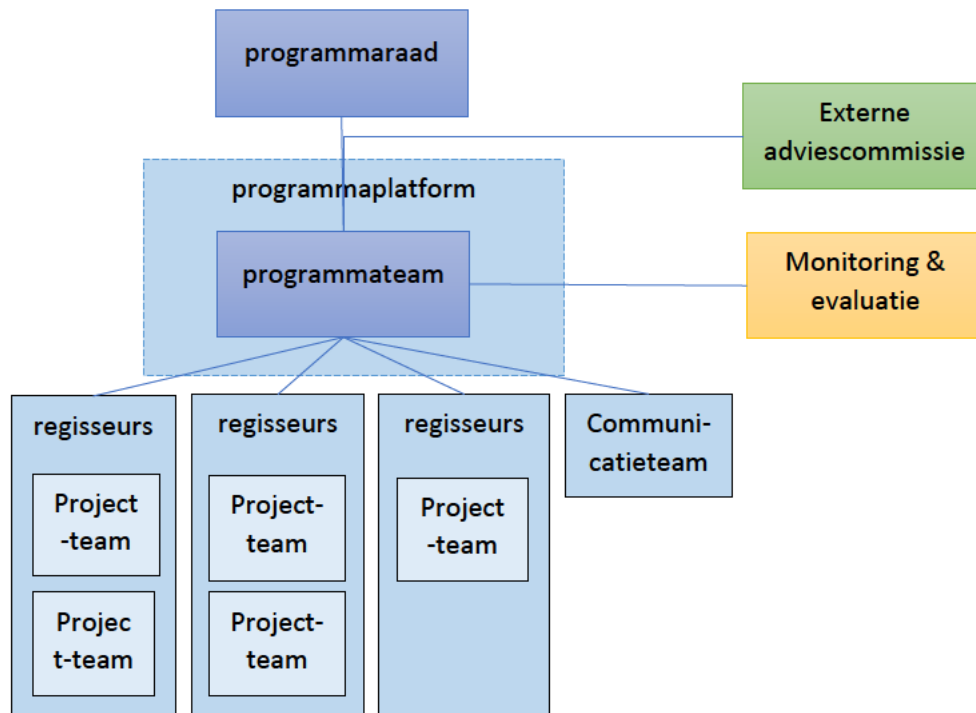 programmaraad
Externe
adviescommissie
programmaplatform
programmateam
Monitoring &
evaluatie
regisseurs
Project
-team
Projec
t-team
regisseurs
Project-
team
Project-
team
regisseurs
Project
-team
Communi-
catieteam